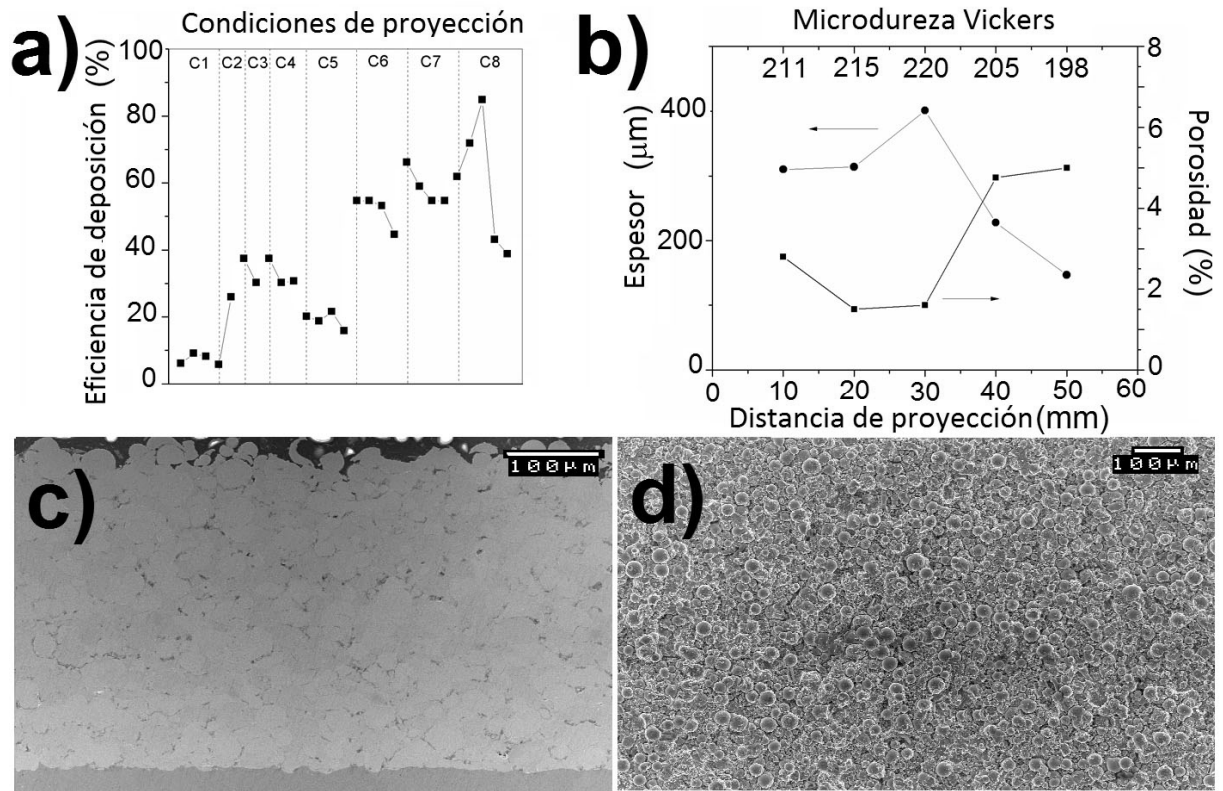 a)
Condiciones de proyección
Eficiencia de deposición (%)
100
80
60
40
20
0
C1 C2 C3 C4 C5 C6 C7 C8
b)
Microdureza Vickers
211 215 220 205 198
Espesor (μm)
400
200
0
Porosidad (%)
8
6
4
2
0
0 10 20 30 40 50 60
Distancia de proyección (mm)
c)
100μm
d)
100μm